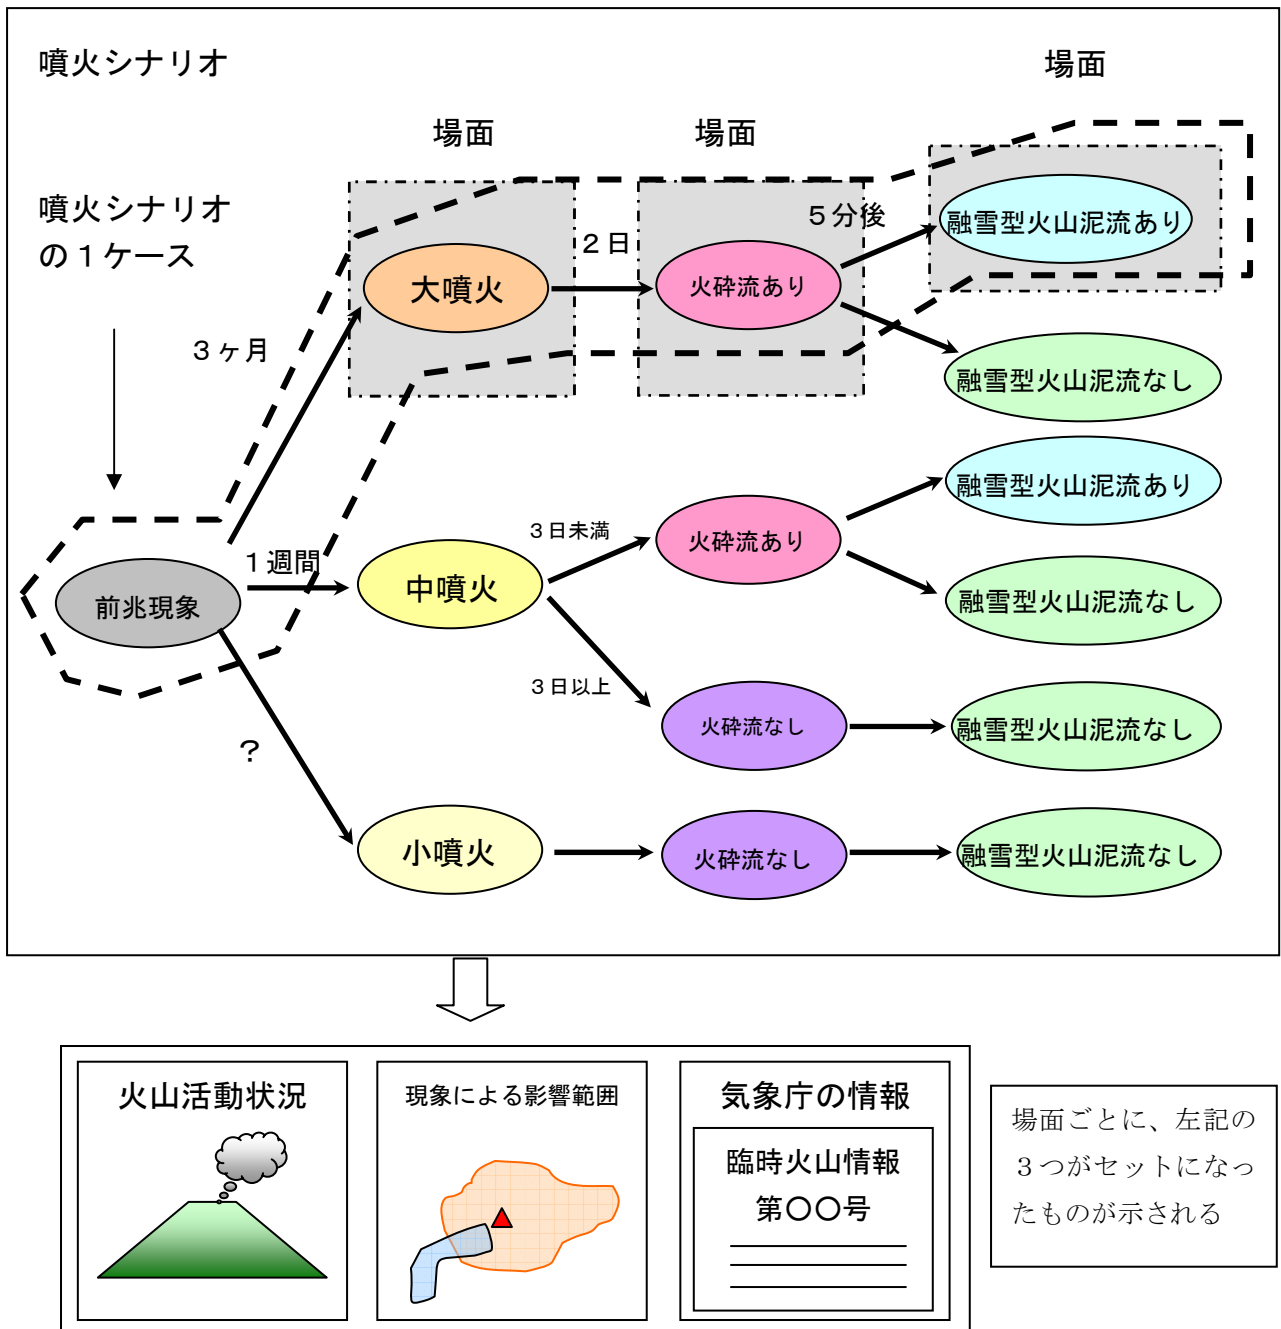 噴火シナリオ
場面
場面
場面
噴火シナリオ
の１ケース
５分後
融雪型火山泥流あり
２日
大噴火
火砕流あり
３ヶ月
融雪型火山泥流なし
融雪型火山泥流あり
３日未満
火砕流あり
１週間
中噴火
前兆現象
融雪型火山泥流なし
３日以上
火砕流なし
融雪型火山泥流なし
？
小噴火
火砕流なし
融雪型火山泥流なし
火山活動状況
現象による影響範囲
気象庁の情報
臨時火山情報
第〇〇号
場面ごとに、左記の
３つがセットになっ
たものが示される